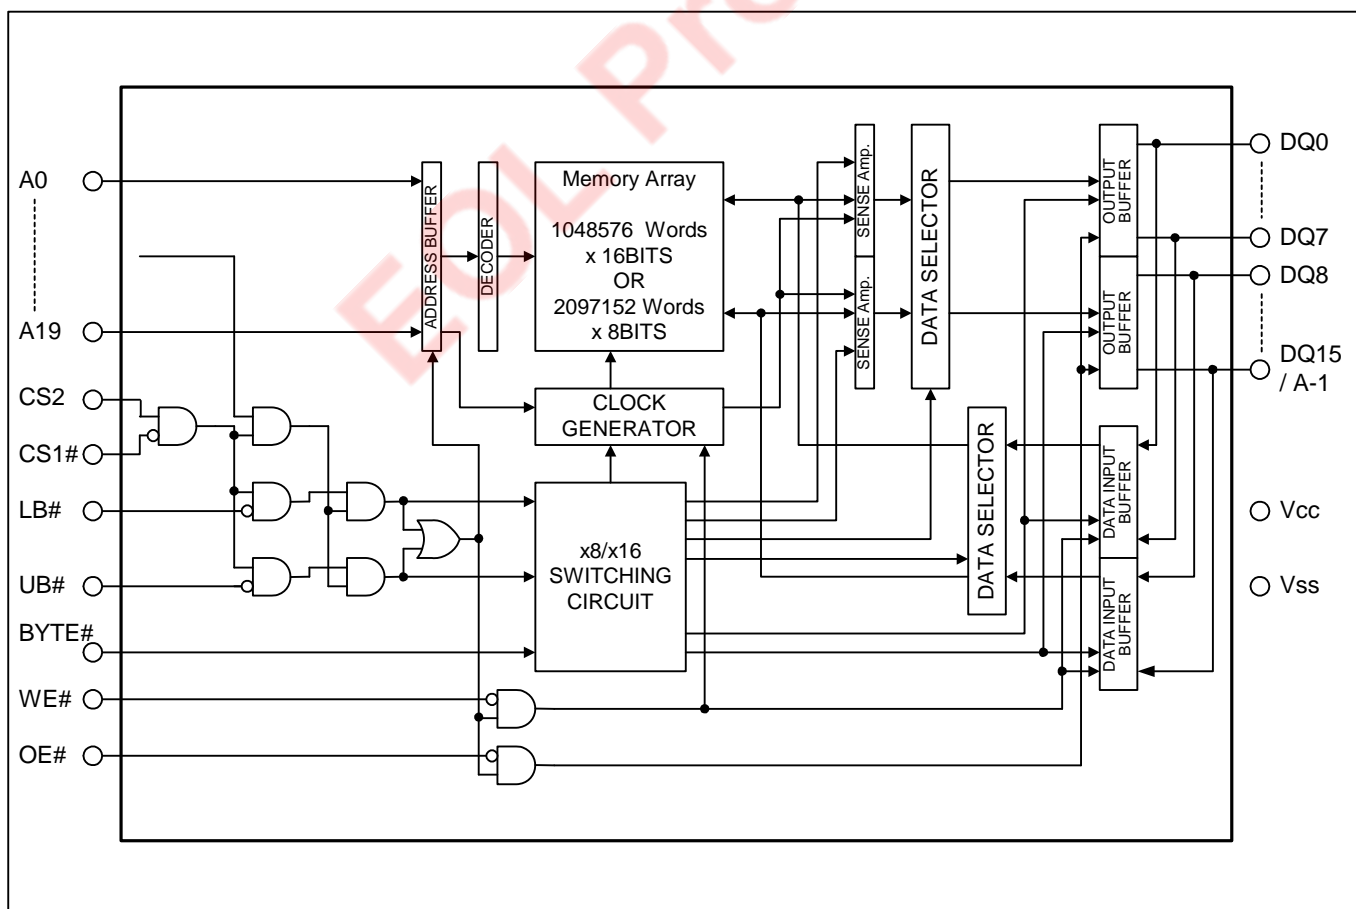 EOL Pro
A0
A19
CS2
CS1#
LB#
UB#
BYTE#
WE#
OE#
ADDRESS BUFFER
DECODER
Memory Array
1048576 Words
x 16BITS
OR
2097152 Words
x 8BITS
CLOCK
GENERATOR
x8/x16
SWITCHING
CIRCUIT
SENSE Amp.
SENSE Amp.
DATA SELECTOR
DATA SELECTOR
OUTPUT
BUFFER
OUTPUT
BUFFER
DATA INPUT
BUFFER
DATA INPUT
BUFFER
DQ0
DQ7
DQ8
DQ15
/ A-1
Vcc
Vss